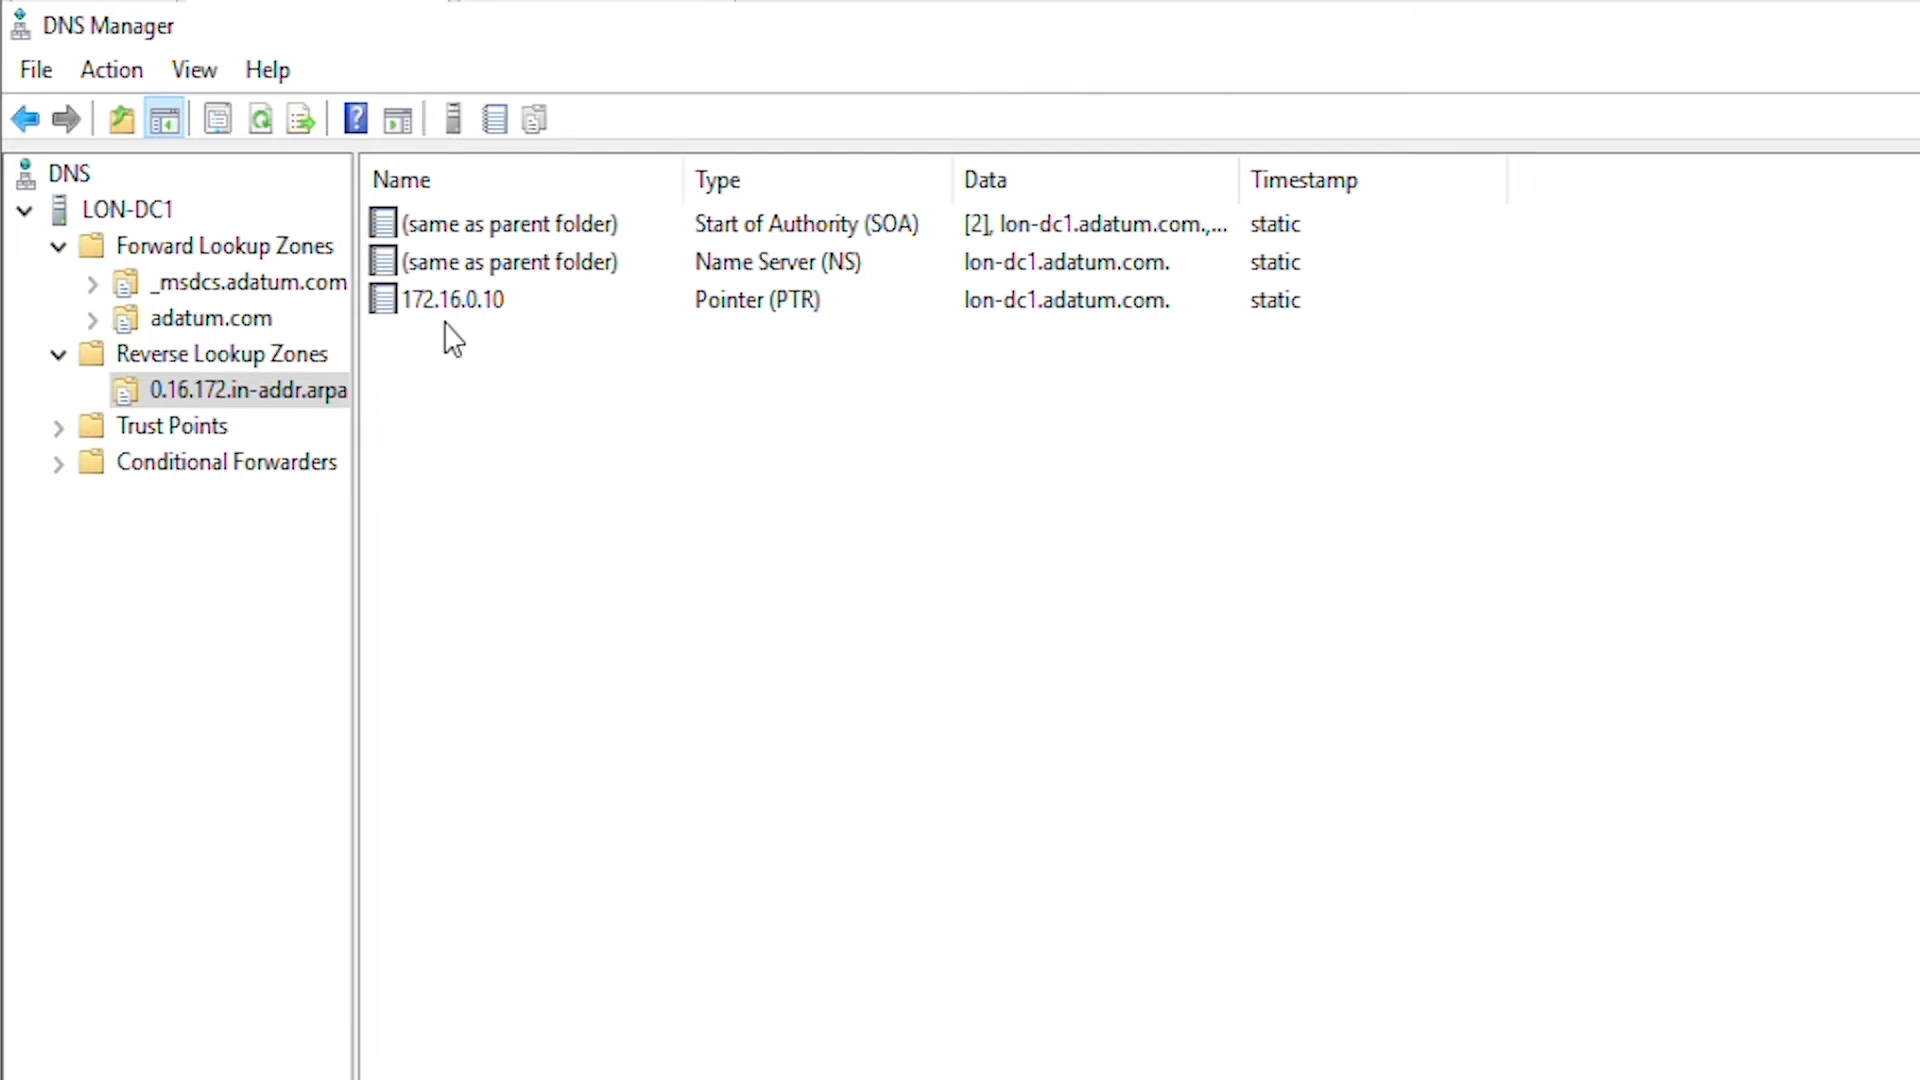 DNS Manager
File Action View Help
DNS
LON-DC1
Forward Lookup Zones
_msdcs.adatum.com
adatum.com
Reverse Lookup Zones
0.16.172.in-addr.arpa
Trust Points
Conditional Forwarders
Name Type Data Timestamp
(same as parent folder) Start of Authority (SOA) [2], lon-dc1.adatum.com.,... static
(same as parent folder) Name Server (NS) lon-dc1.adatum.com. static
172.16.0.10 Pointer (PTR) lon-dc1.adatum.com. static